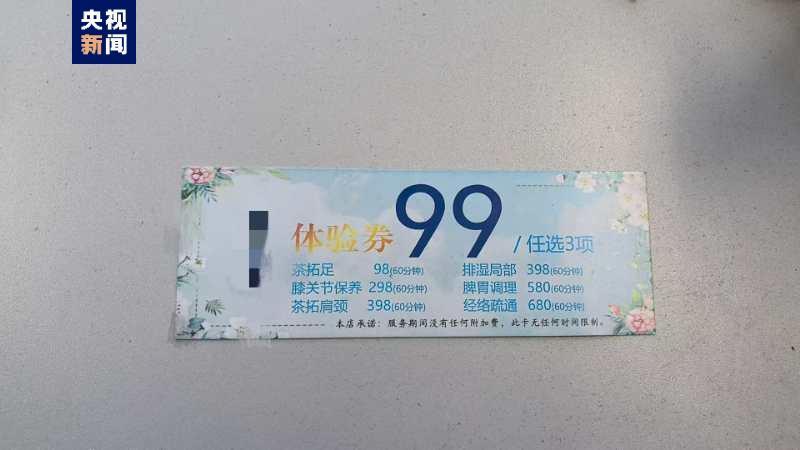 央视
新闻
体验券99/任选3项
茶拓足 98(60分钟) 排湿局部 398(60分钟)
膝关节保养 298(60分钟) 脾胃调理 580(60分钟)
茶拓肩颈 398(60分钟) 经络疏通 680(60分钟)
本店承诺：服务期间没有任何附加费，此卡无任何时间限制。